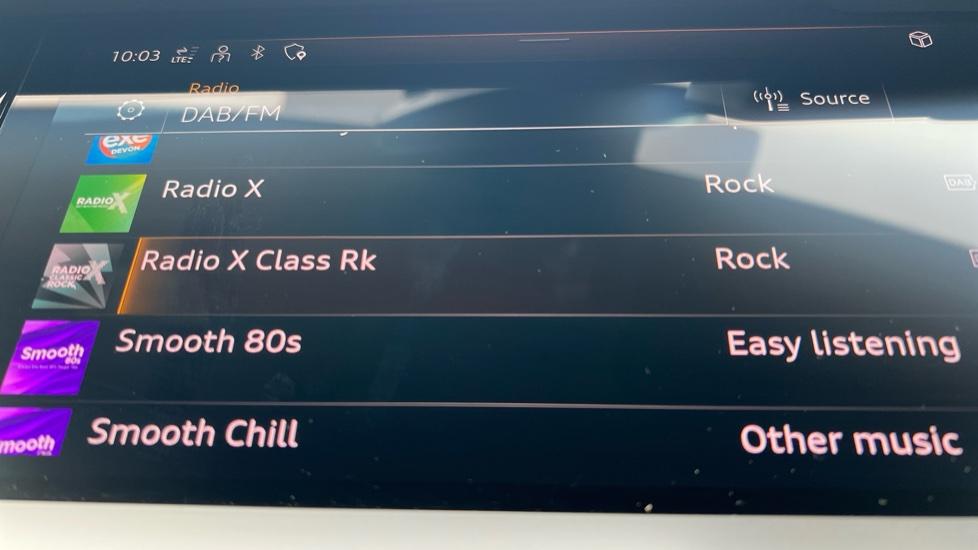 10:03 LTE
Radio
DAB/FM
Source
exe
DEVON
RADIO X
Radio X
Rock
DAB
RADIO X
CLASSIC
ROCK
Radio X Class Rk
Rock
Smooth
80s
Smooth 80s
Easy listening
mooth
Smooth Chill
Other music